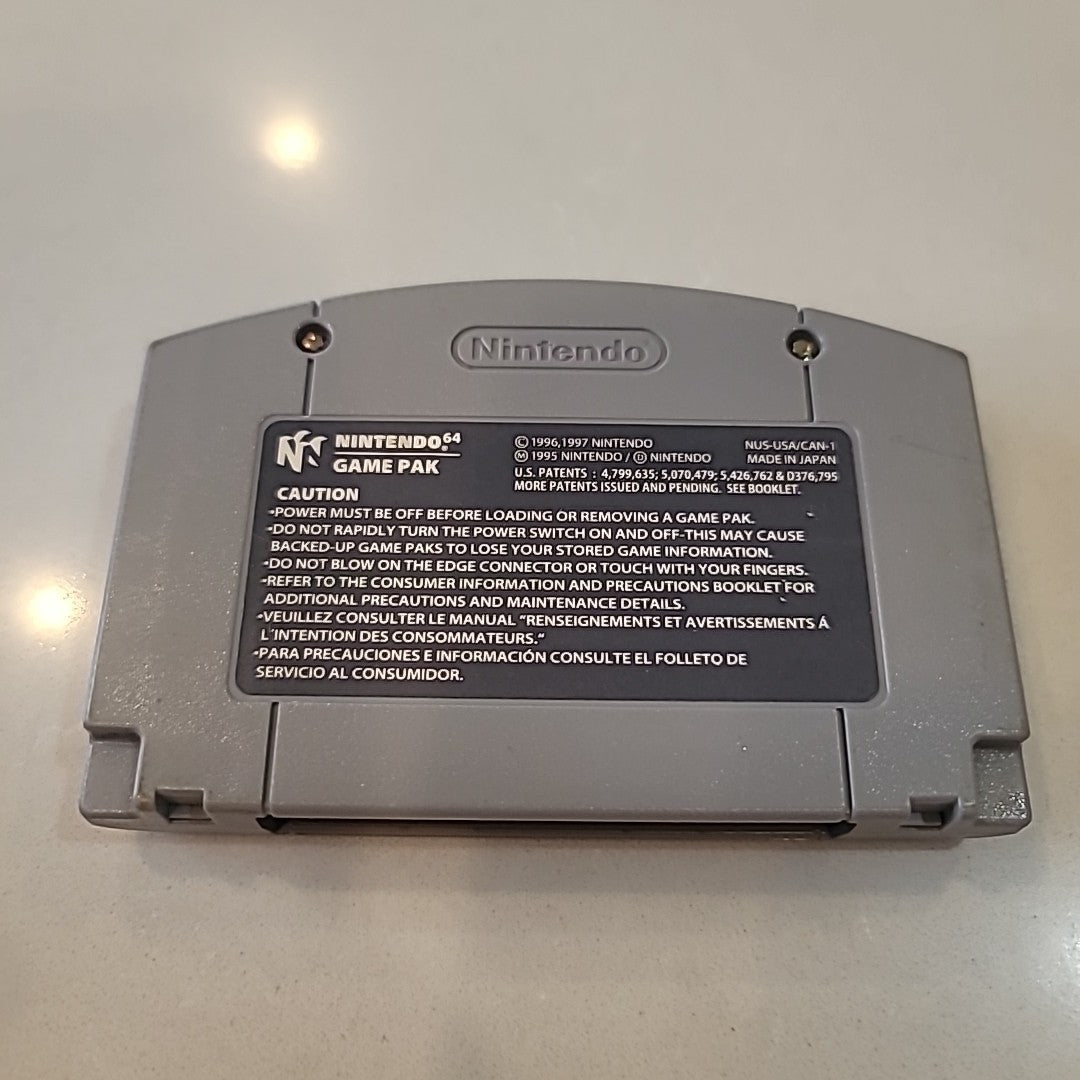 Nintendo
NINTENDO⁶⁴®
GAME PAK
© 1996,1997 NINTENDO
Ⓜ 1995 NINTENDO / Ⓓ NINTENDO
NUS-USA/CAN-1
MADE IN JAPAN
U.S. PATENTS : 4,799,635; 5,070,479; 5,426,762 & D376,795
MORE PATENTS ISSUED AND PENDING. SEE BOOKLET.
CAUTION
•POWER MUST BE OFF BEFORE LOADING OR REMOVING A GAME PAK.
•DO NOT RAPIDLY TURN THE POWER SWITCH ON AND OFF-THIS MAY CAUSE
BACKED-UP GAME PAKS TO LOSE YOUR STORED GAME INFORMATION.
•DO NOT BLOW ON THE EDGE CONNECTOR OR TOUCH WITH YOUR FINGERS.
•REFER TO THE CONSUMER INFORMATION AND PRECAUTIONS BOOKLET FOR
ADDITIONAL PRECAUTIONS AND MAINTENANCE DETAILS.
•VEUILLEZ CONSULTER LE MANUAL "RENSEIGNEMENTS ET AVERTISSEMENTS Á
L'INTENTION DES CONSOMMATEURS."
•PARA PRECAUCIONES E INFORMACIÓN CONSULTE EL FOLLETO DE
SERVICIO AL CONSUMIDOR.